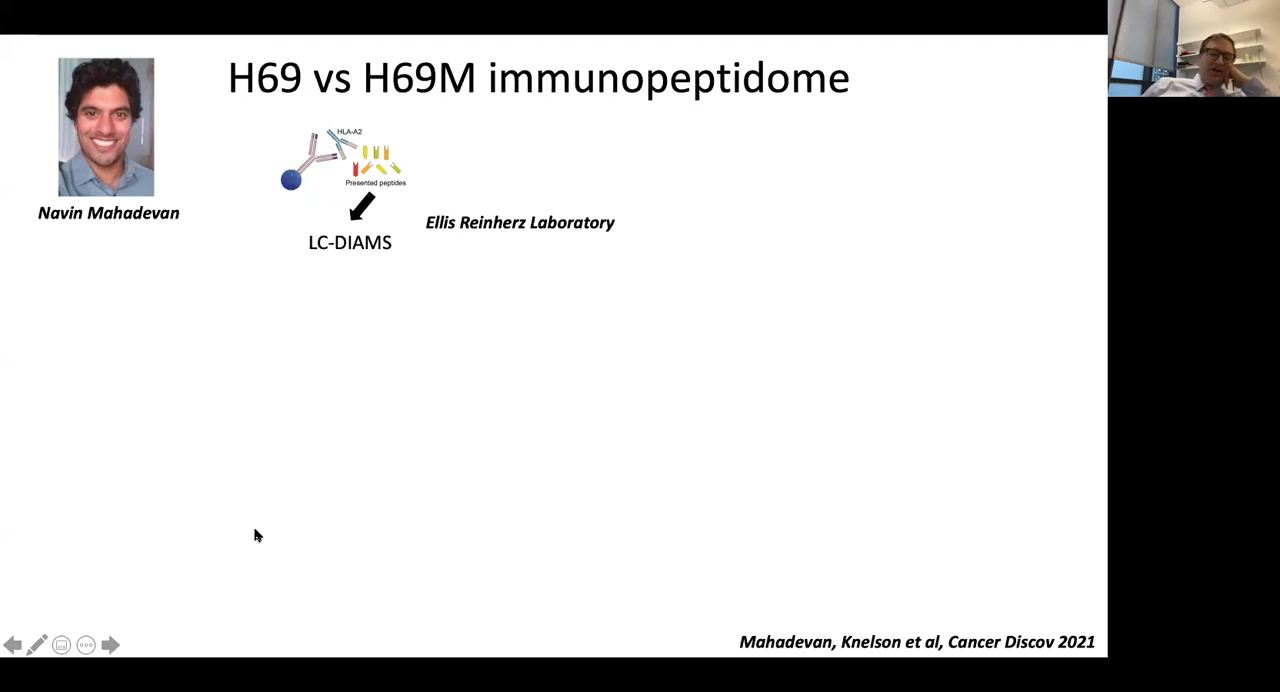 H69 vs H69M immunopeptidome
HLA-A2
Presented peptides
Navin Mahadevan
Ellis Reinherz Laboratory
LC-DIAMS
Mahadevan, Knelson et al, Cancer Discov 2021